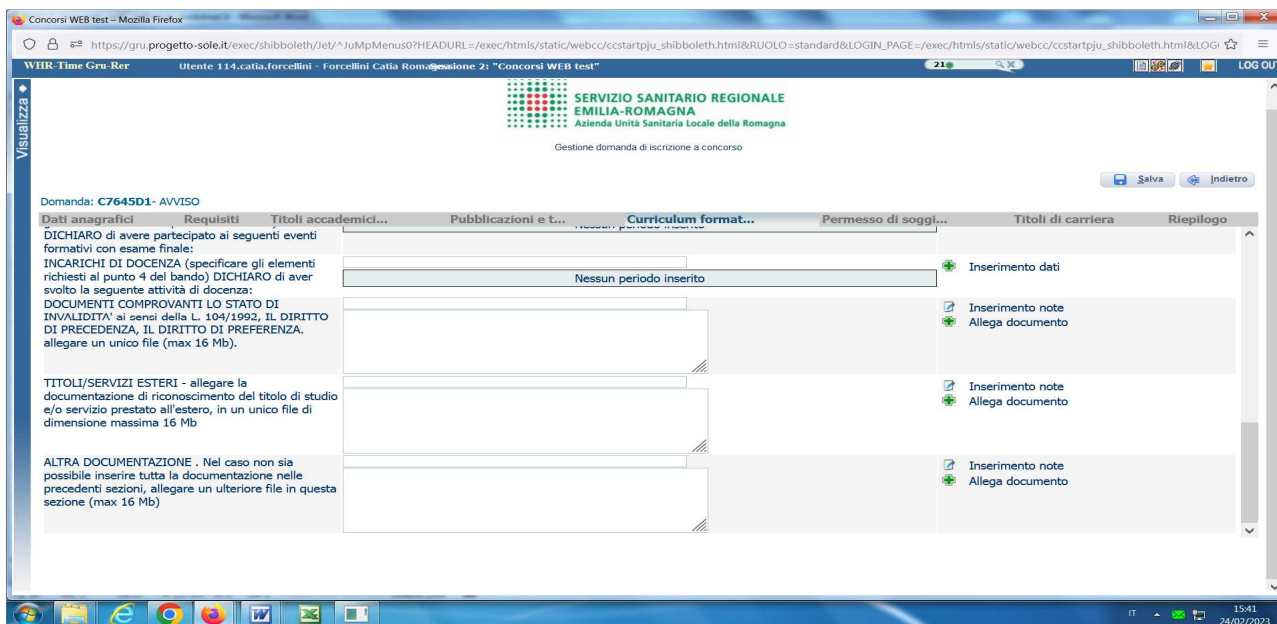 Concorsi WEB test – Mozilla Firefox
https://gru.progetto-sole.it/exec/shibboleth/Jet/^JuMpMenus0?HEADURL=/exec/htmls/static/webcc/ccstartpju_shibboleth.html&RUOLO=standard&LOGIN_PAGE=/exec/htmls/static/webcc/ccstartpju_shibboleth.html&LOG
WHR-Time Gru-Rer Utente 114.catia.forcellini - Forcellini Catia 2: "Concorsi WEB test" 21 LOG OUT
Visualizza
SERVIZIO SANITARIO REGIONALE
EMILIA-ROMAGNA
Azienda Unità Sanitaria Locale della Romagna
Gestione domanda di iscrizione a concorso
Salva Indietro
Domanda: C7645D1- AVVISO
Dati anagrafici Requisiti Titoli accademici... Pubblicazioni e t... Curriculum format... Permesso di soggi... Titoli di carriera Riepilogo
DICHIARO di avere partecipato ai seguenti eventi
formativi con esame finale:
Nessun periodo inserito
INCARICHI DI DOCENZA (specificare gli elementi
richiesti al punto 4 del bando) DICHIARO di aver
svolto la seguente attività di docenza:
Nessun periodo inserito
Inserimento dati
DOCUMENTI COMPROVANTI LO STATO DI
INVALIDITA' ai sensi della L. 104/1992, IL DIRITTO
DI PRECEDENZA, IL DIRITTO DI PREFERENZA.
allegare un unico file (max 16 Mb).
Inserimento note
Allega documento
TITOLI/SERVIZI ESTERI - allegare la
documentazione di riconoscimento del titolo di studio
e/o servizio prestato all'estero, in un unico file di
dimensione massima 16 Mb
Inserimento note
Allega documento
ALTRA DOCUMENTAZIONE . Nel caso non sia
possibile inserire tutta la documentazione nelle
precedenti sezioni, allegare un ulteriore file in questa
sezione (max 16 Mb)
Inserimento note
Allega documento
IT 15:41
24/02/2023